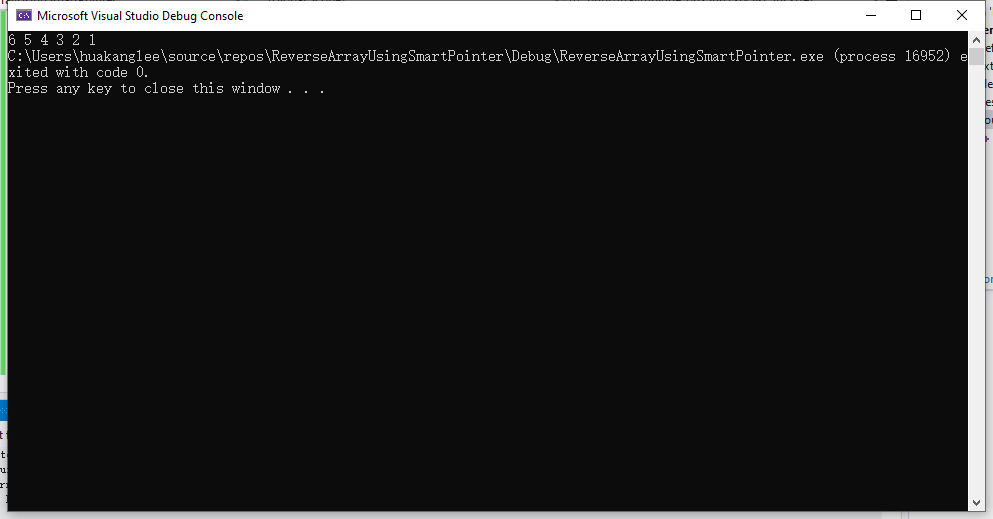 Microsoft Visual Studio Debug Console
6 5 4 3 2 1
C:\Users\huakanglee\source\repos\ReverseArrayUsingSmartPointer\Debug\ReverseArrayUsingSmartPointer.exe (process 16952) e
xited with code 0.
Press any key to close this window . . .